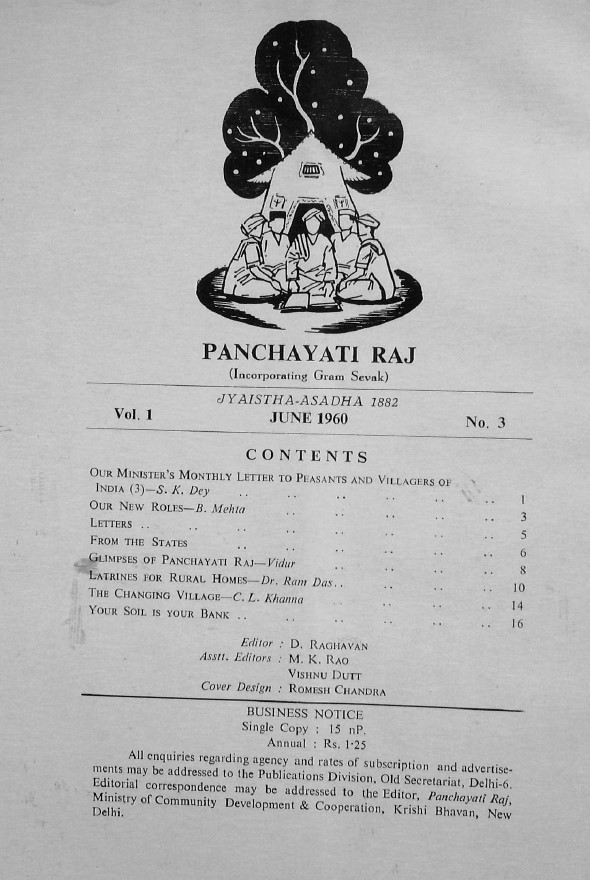 PANCHAYATI RAJ
(Incorporating Gram Sevak)
JYAISTHA-ASADHA 1882
Vol. 1 JUNE 1960 No. 3
CONTENTS
OUR MINISTER'S MONTHLY LETTER TO PEASANTS AND VILLAGERS OF
INDIA (3)—S. K. Dey .. .. .. .. .. .. 1
OUR NEW ROLES—B. Mehta .. .. .. .. .. 3
LETTERS .. .. .. .. .. .. .. .. 5
FROM THE STATES .. .. .. .. .. .. 6
GLIMPSES OF PANCHAYATI RAJ—Vidur .. .. .. .. 8
LATRINES FOR RURAL HOMES—Dr. Ram Das .. .. .. .. 10
THE CHANGING VILLAGE—C. L. Khanna .. .. .. .. 14
YOUR SOIL IS YOUR BANK .. .. .. .. .. .. 16
Editor : D. RAGHAVAN
Asstt. Editors : M. K. RAO
VISHNU DUTT
Cover Design : ROMESH CHANDRA
BUSINESS NOTICE
Single Copy : 15 nP.
Annual : Rs. 1·25
All enquiries regarding agency and rates of subscription and advertise-
ments may be addressed to the Publications Division, Old Secretariat, Delhi-6.
Editorial correspondence may be addressed to the Editor, Panchayati Raj,
Ministry of Community Development & Cooperation, Krishi Bhavan, New
Delhi.